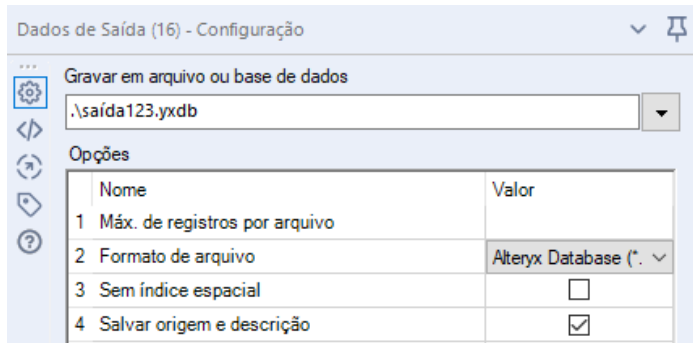 Dados de Saída (16) - Configuração
Gravar em arquivo ou base de dados
.\saída123.yxdb
Opções
Nome Valor
1 Máx. de registros por arquivo
2 Formato de arquivo Alteryx Database (*.
3 Sem índice espacial
4 Salvar origem e descrição